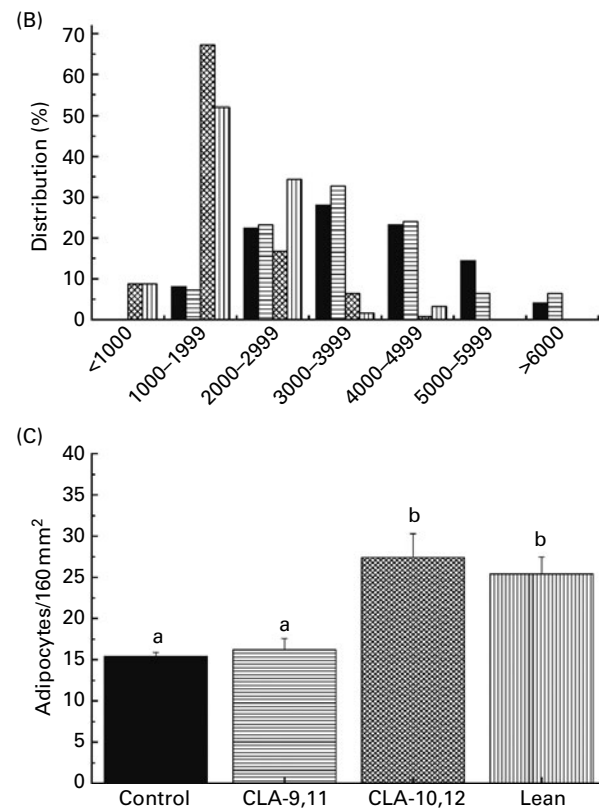 (B)
70
60
50
40
30
20
10
0
Distribution (%)
<1000
1000–1999
2000–2999
3000–3999
4000–4999
5000–5999
>6000
(C)
40
35
30
25
20
15
10
5
0
Adipocytes/160 mm²
a
a
b
b
Control
CLA-9,11
CLA-10,12
Lean